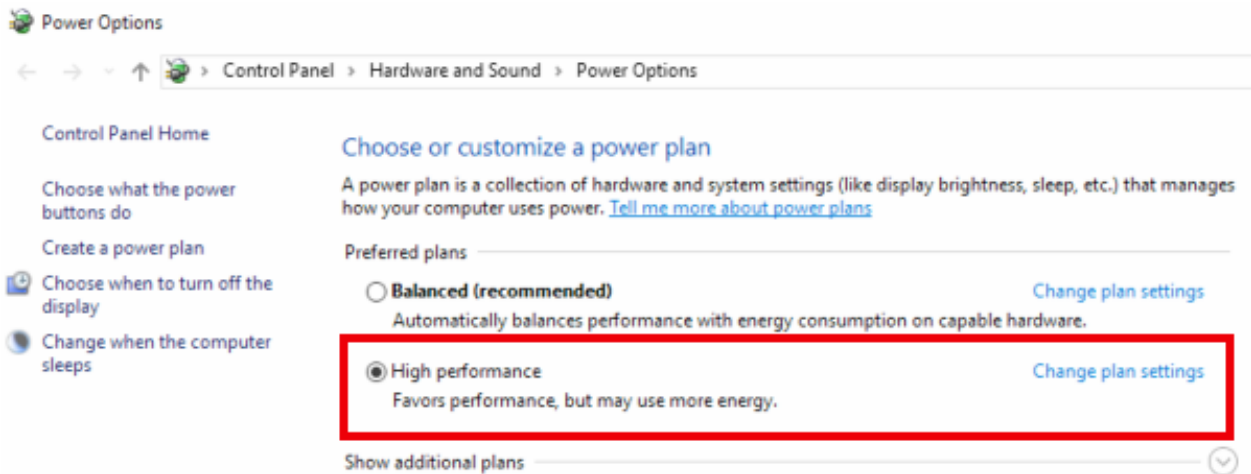 Power Options
Control Panel > Hardware and Sound > Power Options
Control Panel Home
Choose what the power
buttons do
Create a power plan
Choose when to turn off the
display
Change when the computer
sleeps
Choose or customize a power plan
A power plan is a collection of hardware and system settings (like display brightness, sleep, etc.) that manages
how your computer uses power. Tell me more about power plans
Preferred plans
Balanced (recommended) Change plan settings
Automatically balances performance with energy consumption on capable hardware.
High performance Change plan settings
Favors performance, but may use more energy.
Show additional plans